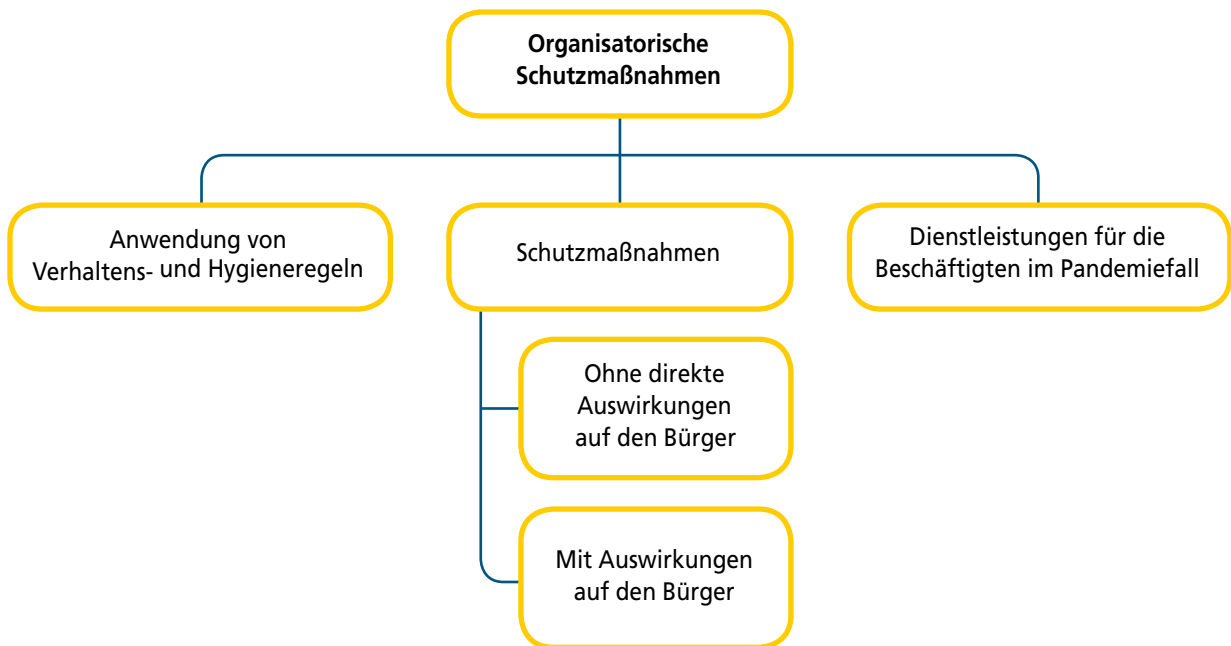 Organisatorische
Schutzmaßnahmen
Anwendung von
Verhaltens- und Hygieneregeln
Schutzmaßnahmen
Dienstleistungen für die
Beschäftigten im Pandemiefall
Ohne direkte
Auswirkungen
auf den Bürger
Mit Auswirkungen
auf den Bürger